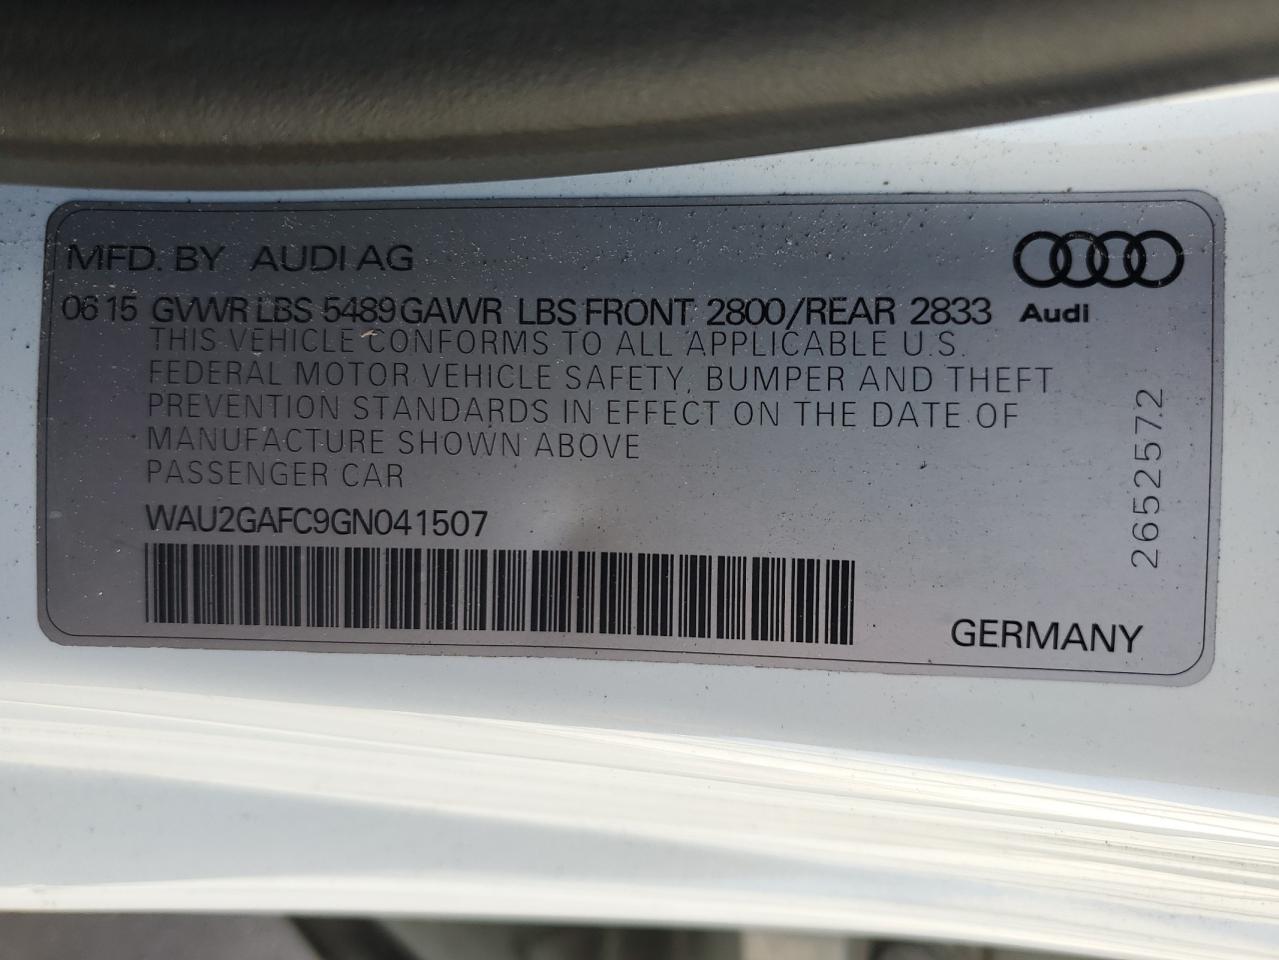 MFD. BY AUDI AG
06 15 GVWR LBS 5489 GAWR LBS FRONT 2800/REAR 2833
Audi
THIS VEHICLE CONFORMS TO ALL APPLICABLE U.S.
FEDERAL MOTOR VEHICLE SAFETY, BUMPER AND THEFT
PREVENTION STANDARDS IN EFFECT ON THE DATE OF
MANUFACTURE SHOWN ABOVE
PASSENGER CAR
WAU2GAFC9GN041507
2652572
GERMANY